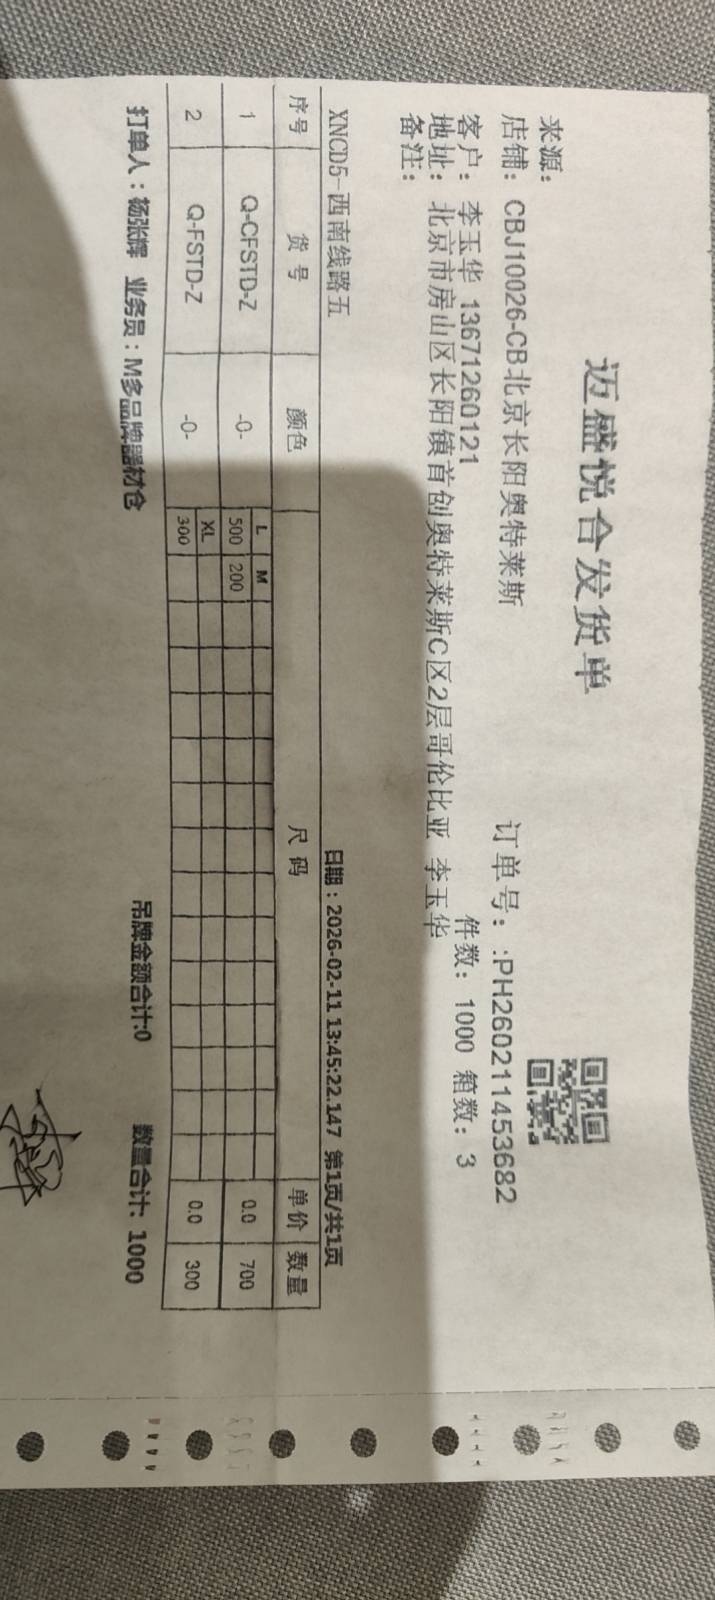 迈盛悦合发货单
来源：
店铺： CBJ10026-CB北京长阳奥特莱斯 订单号：:PH260211453682
客户： 李玉华 13671260121 件数：1000 箱数：3
地址： 北京市房山区长阳镇首创奥特莱斯C区2层哥伦比亚 李玉华
备注：
XNCD5-西南线路五 日期：2026-02-11 13:45:22.147 第1页/共1页
序号 货号 颜色 尺码 单价 数量
L M
1 Q-CFSTD-Z -0- 500 200 0.0 700
XL
2 Q-FSTD-Z -0- 300 0.0 300
打单人：杨张辉 业务员：M多品牌器材仓 吊牌金额合计:0 数量合计: 1000